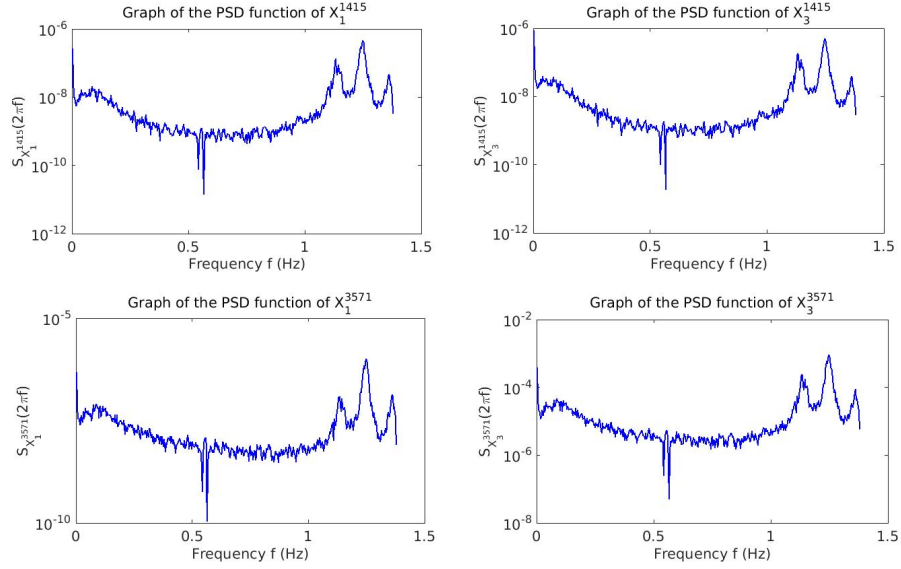 Graph of the PSD function of X₁¹⁴¹⁵
10⁻⁶
10⁻⁸
10⁻¹⁰
10⁻¹²
S_X₁¹⁴¹⁵(2πf)
0 0.5 1 1.5
Frequency f (Hz)
Graph of the PSD function of X₃¹⁴¹⁵
10⁻⁶
10⁻⁸
10⁻¹⁰
10⁻¹²
S_X₃¹⁴¹⁵(2πf)
0 0.5 1 1.5
Frequency f (Hz)
Graph of the PSD function of X₁³⁵⁷¹
10⁻⁵
10⁻¹⁰
S_X₁³⁵⁷¹(2πf)
0 0.5 1 1.5
Frequency f (Hz)
Graph of the PSD function of X₃³⁵⁷¹
10⁻²
10⁻⁴
10⁻⁶
10⁻⁸
S_X₃³⁵⁷¹(2πf)
0 0.5 1 1.5
Frequency f (Hz)